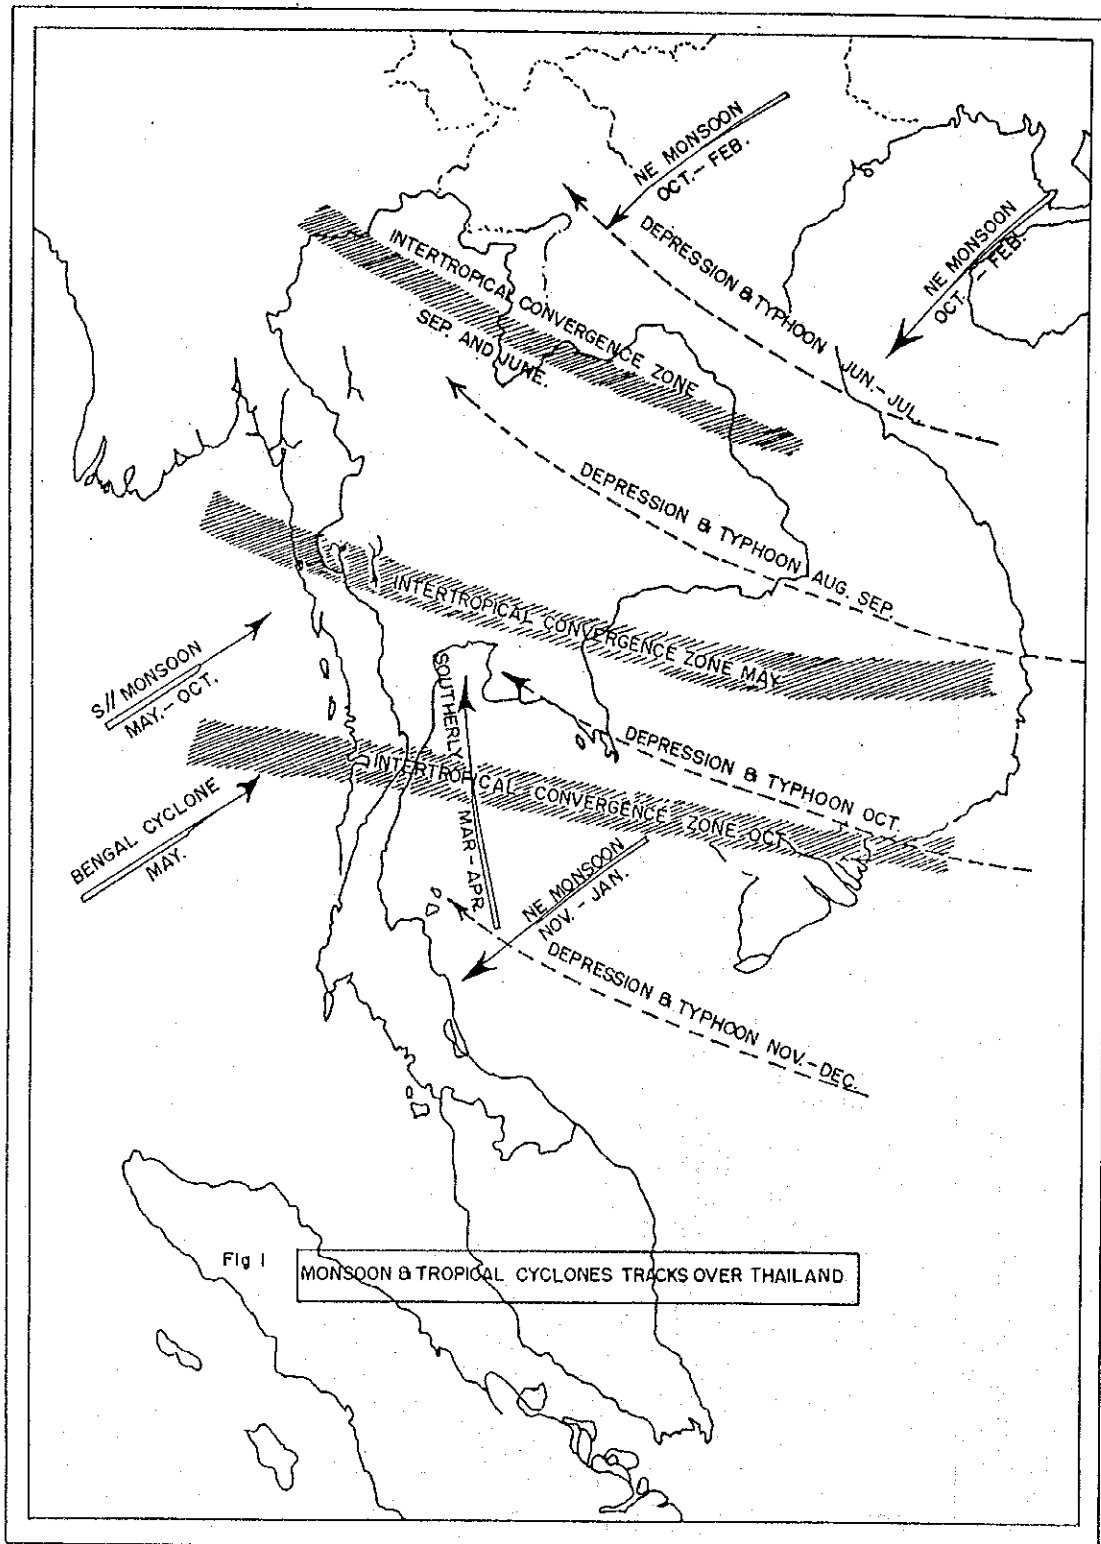 NE MONSOON
OCT.– FEB.
NE MONSOON
OCT. – FEB.
DEPRESSION & TYPHOON JUN.– JUL.
INTERTROPICAL CONVERGENCE ZONE
SEP. AND JUNE.
DEPRESSION & TYPHOON AUG. SEP.
INTERTROPICAL CONVERGENCE ZONE MAY
S// MONSOON
MAY.– OCT.
SOUTHERLY MAR – APR.
DEPRESSION & TYPHOON OCT.
INTERTROPICAL CONVERGENCE ZONE OCT.
BENGAL CYCLONE
MAY.
NE MONSOON
NOV. – JAN.
DEPRESSION & TYPHOON NOV.– DEC.
Fig 1
MONSOON & TROPICAL CYCLONES TRACKS OVER THAILAND